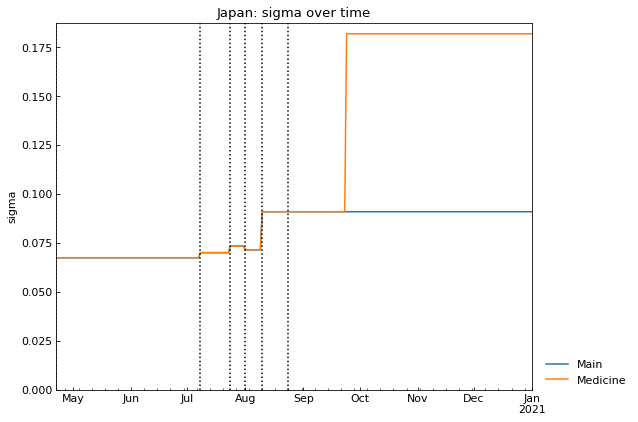 Japan: sigma over time
sigma
0.175
0.150
0.125
0.100
0.075
0.050
0.025
0.000
May Jun Jul Aug Sep Oct Nov Dec Jan
2021
Main
Medicine